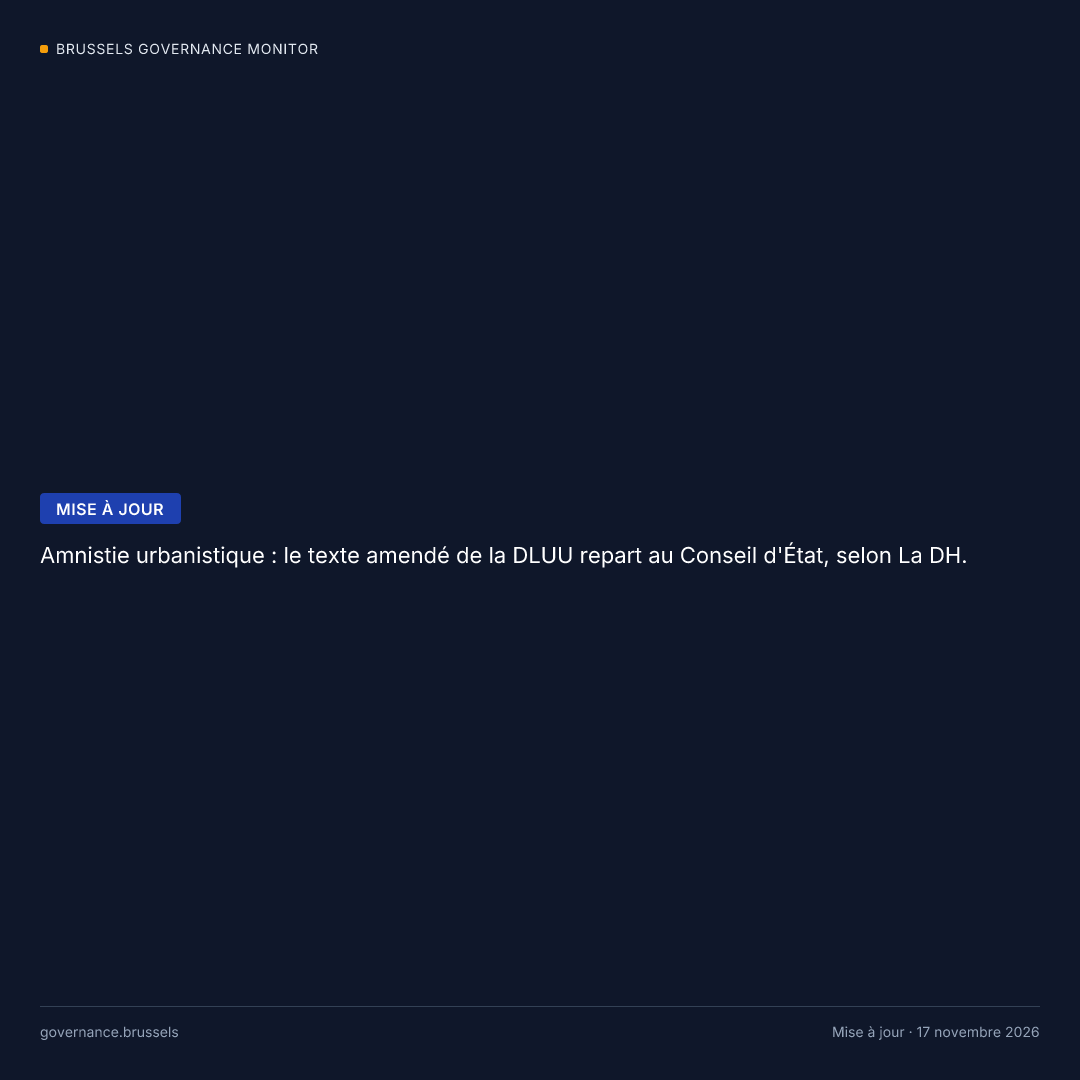 BRUSSELS GOVERNANCE MONITOR
MISE À JOUR
Amnistie urbanistique : le texte amendé de la DLUU repart au Conseil d'État, selon La DH.
governance.brussels
Mise à jour · 17 novembre 2026